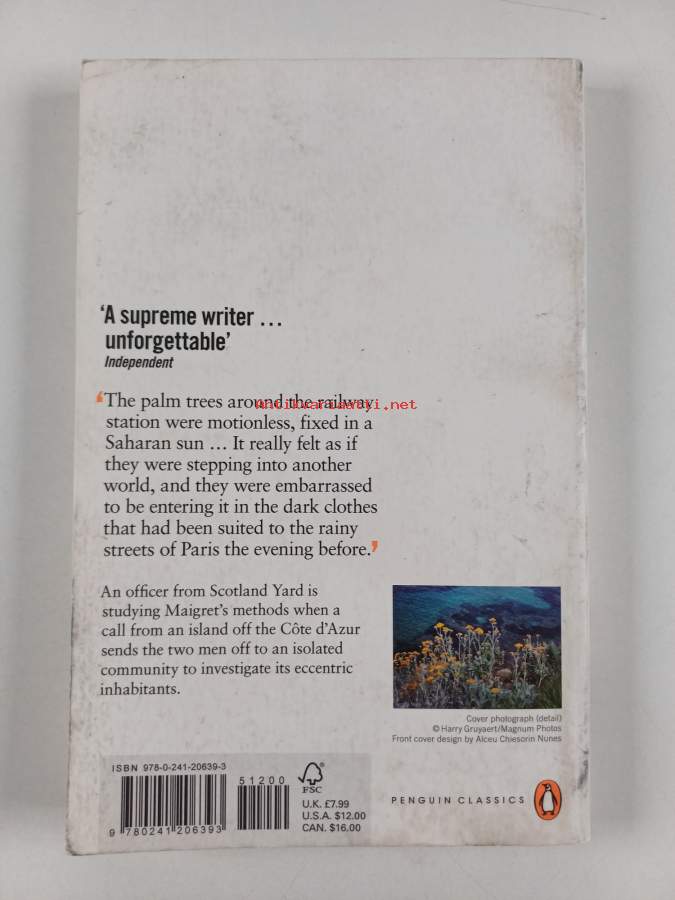 ‘A supreme writer …
unforgettable’
Independent
‘The palm trees around the railway
antikvariaatti.net
station were motionless, fixed in a
Saharan sun … It really felt as if
they were stepping into another
world, and they were embarrassed
to be entering it in the dark clothes
that had been suited to the rainy
streets of Paris the evening before.’
An officer from Scotland Yard is
studying Maigret’s methods when a
call from an island off the Côte d’Azur
sends the two men off to an isolated
community to investigate its eccentric
inhabitants.
Cover photograph (detail)
© Harry Gruyaert/Magnum Photos
Front cover design by Alceu Chiesorin Nunes
ISBN 978-0-241-20639-3
51200
9 780241 206393
FSC
U.K. £7.99
U.S.A. $12.00
CAN. $16.00
PENGUIN CLASSICS